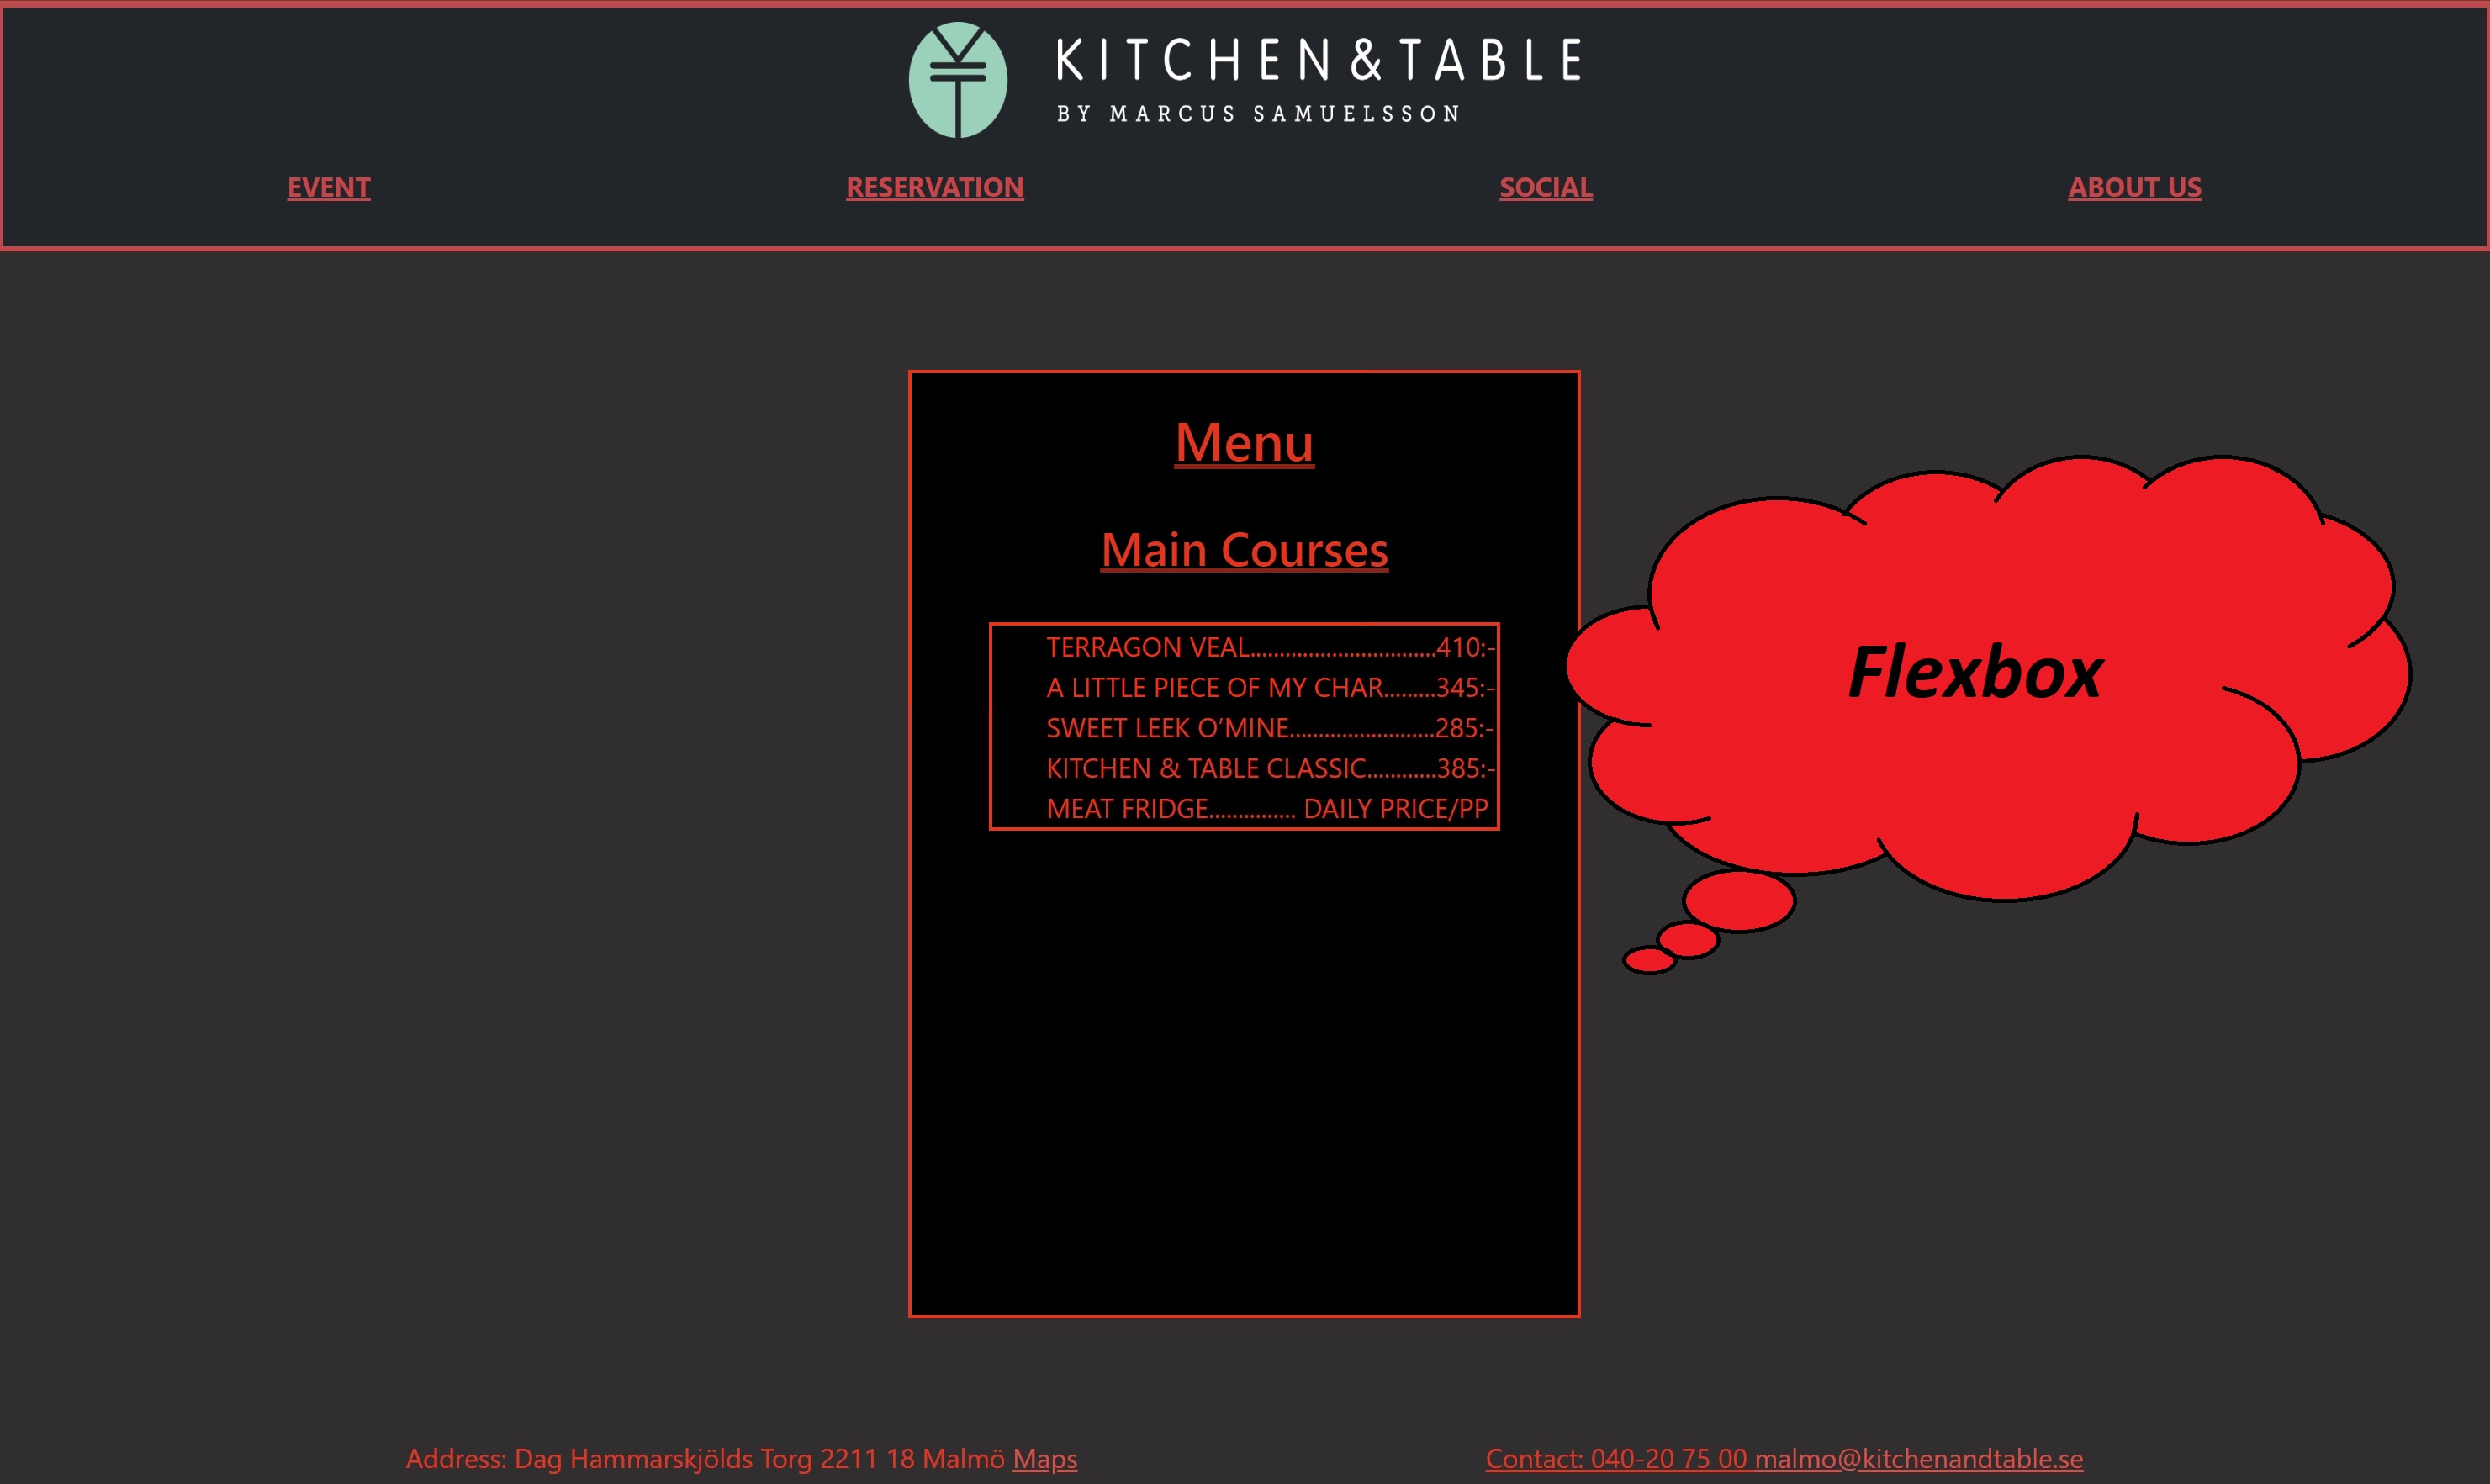 KITCHEN&TABLE
BY MARCUS SAMUELSSON
EVENT RESERVATION SOCIAL ABOUT US
Menu
Main Courses
TERRAGON VEAL................................410:-
A LITTLE PIECE OF MY CHAR.........345:-
SWEET LEEK O’MINE.........................285:-
KITCHEN & TABLE CLASSIC............385:-
MEAT FRIDGE............... DAILY PRICE/PP
Flexbox
Address: Dag Hammarskjölds Torg 2211 18 Malmö Maps
Contact: 040-20 75 00 malmo@kitchenandtable.se